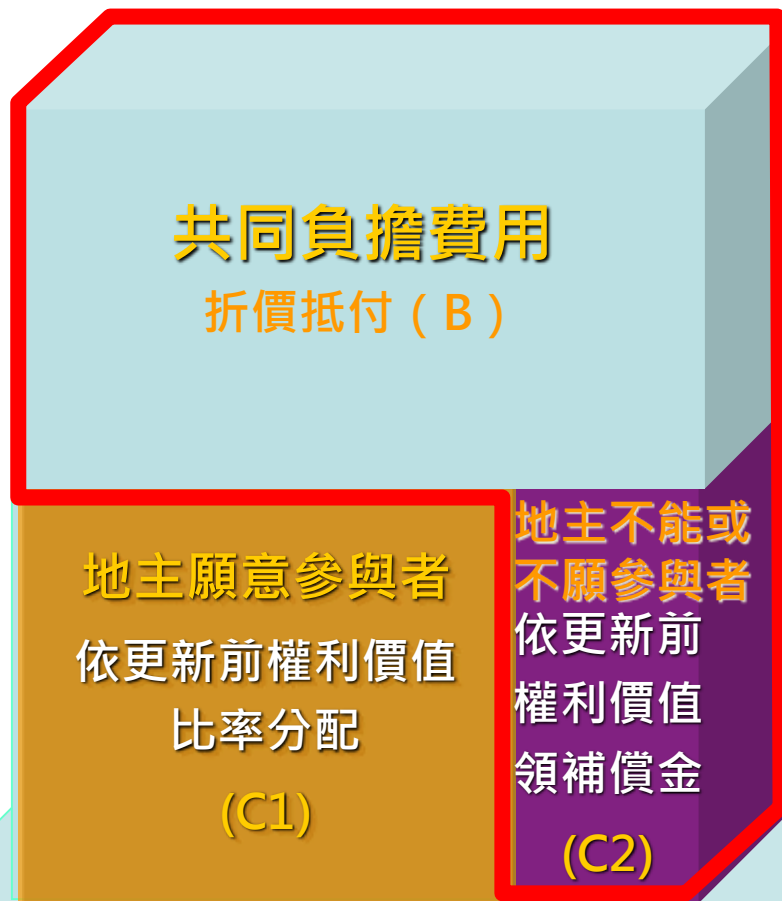 共同負擔費用
折價抵付（B）
地主願意參與者
依更新前權利價值
比率分配
(C1)
地主不能或
不願參與者
依更新前
權利價值
領補償金
(C2)